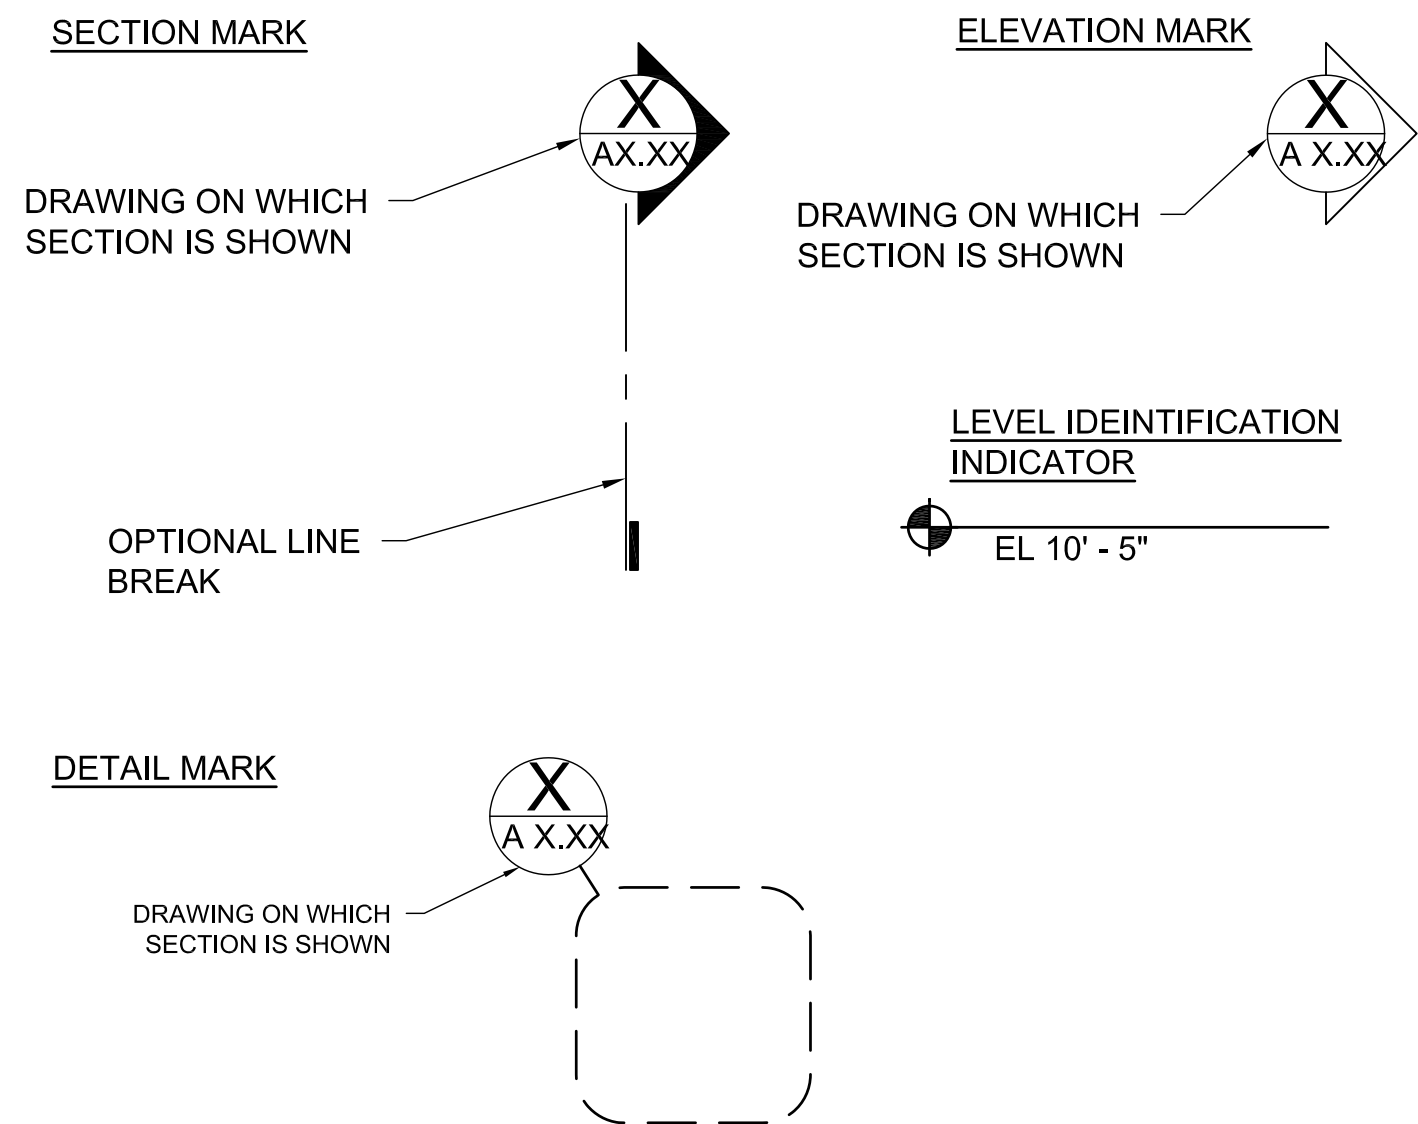 SECTION MARK
X
AX.XX
DRAWING ON WHICH
SECTION IS SHOWN
OPTIONAL LINE
BREAK
ELEVATION MARK
X
A X.XX
DRAWING ON WHICH
SECTION IS SHOWN
LEVEL IDEINTIFICATION
INDICATOR
EL 10' - 5"
DETAIL MARK
X
A X.XX
DRAWING ON WHICH
SECTION IS SHOWN